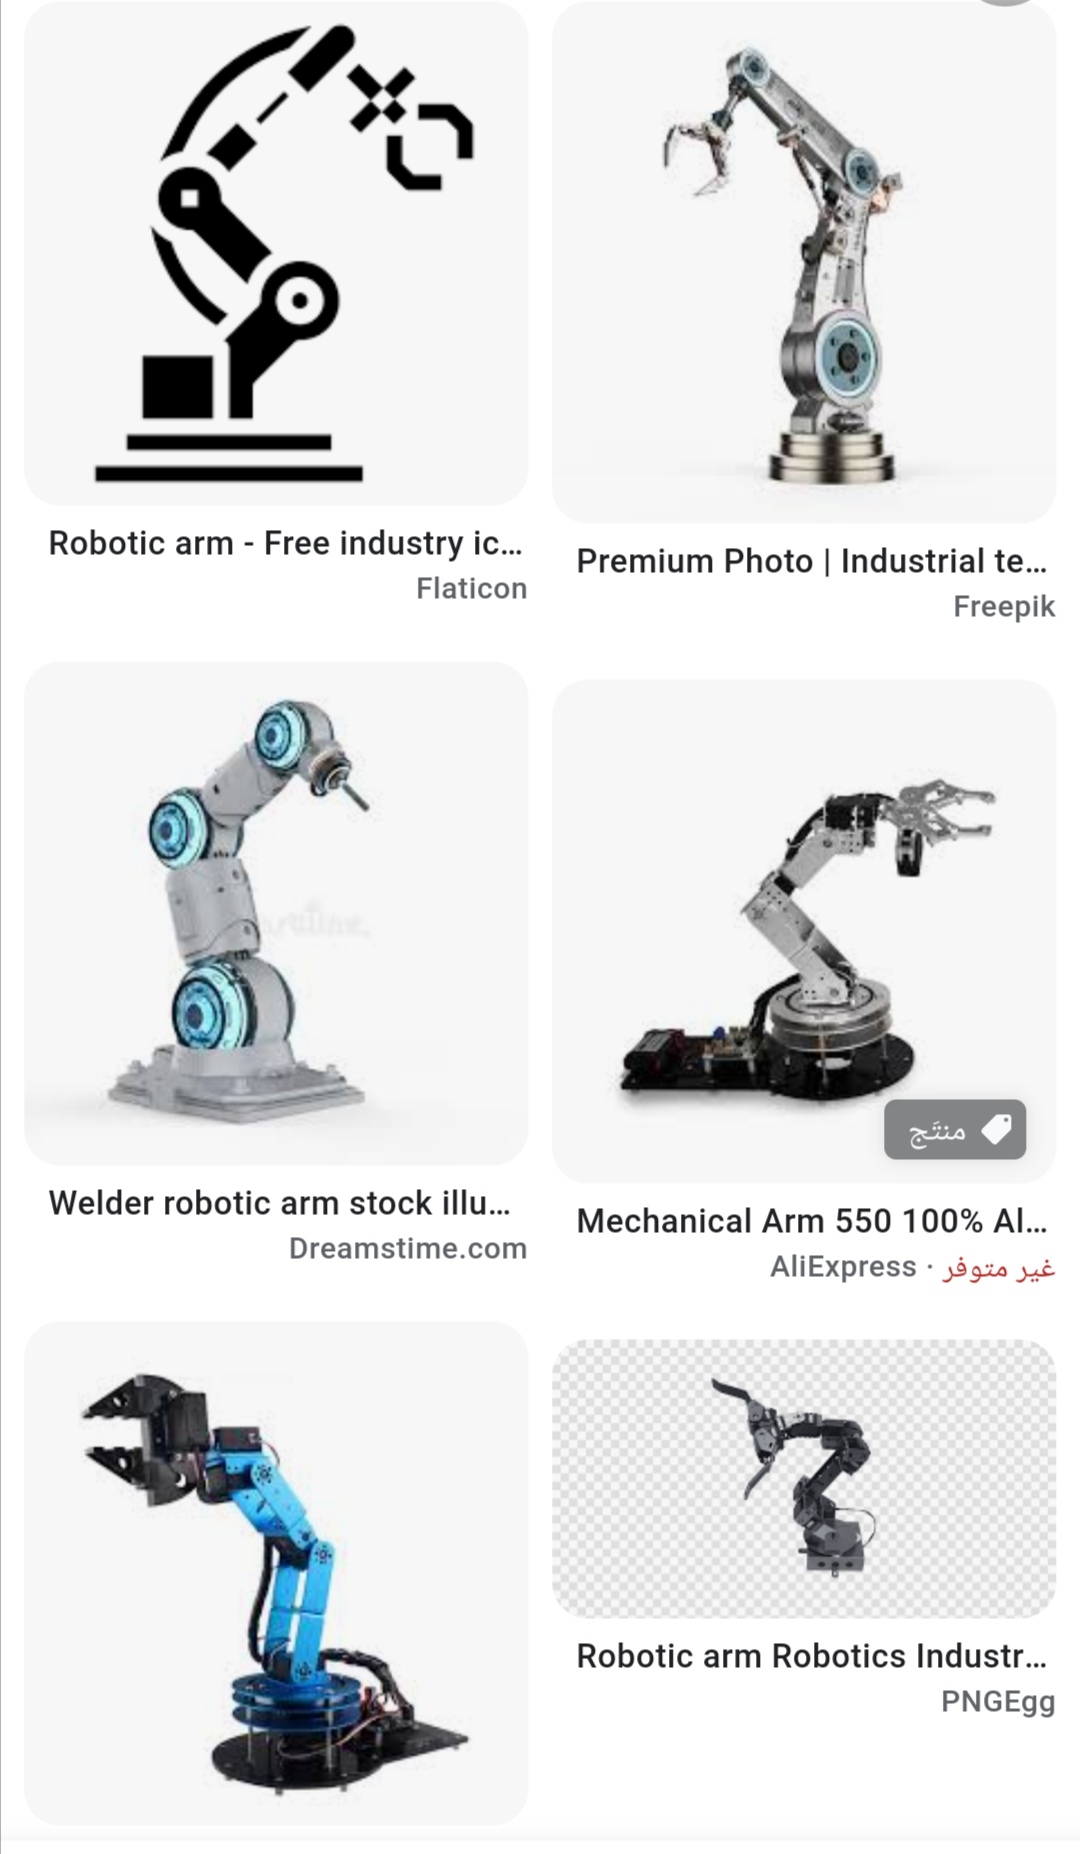 Robotic arm - Free industry ic...
Flaticon
Premium Photo | Industrial te...
Freepik
Welder robotic arm stock illu...
Dreamstime.com
منتَج
Mechanical Arm 550 100% Al...
AliExpress · غير متوفر
Robotic arm Robotics Industr...
PNGEgg